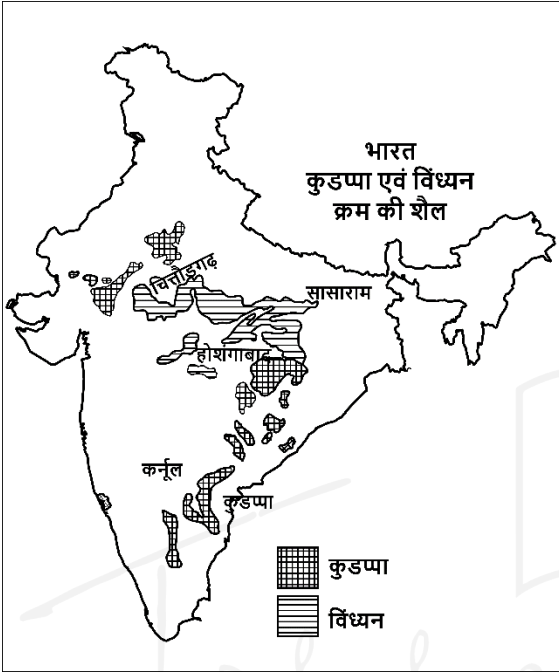 भारत
कुडप्पा एवं विंध्यन
क्रम की शैल
चित्तौड़गढ़
सासाराम
होशंगाबाद
कर्नूल
कुडप्पा
कुडप्पा
विंध्यन